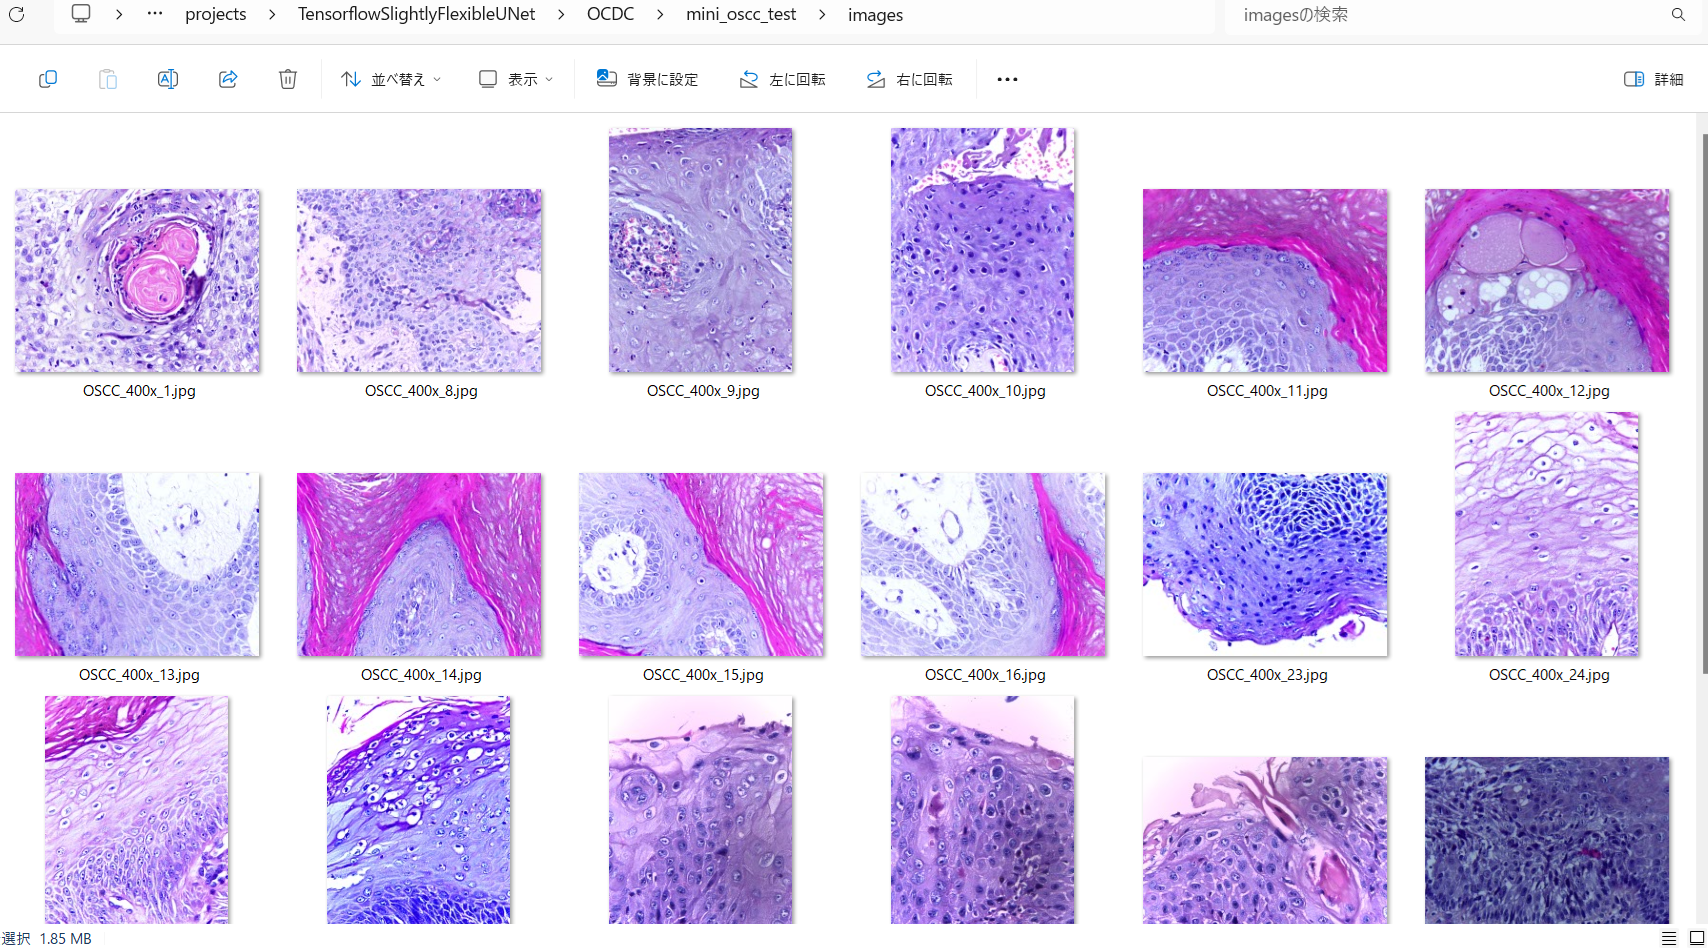 projects > TensorflowSlightlyFlexibleUNet > OCDC > mini_oscc_test > images
imagesの検索
並べ替え
表示
背景に設定
左に回転
右に回転
詳細
OSCC_400x_1.jpg
OSCC_400x_8.jpg
OSCC_400x_9.jpg
OSCC_400x_10.jpg
OSCC_400x_11.jpg
OSCC_400x_12.jpg
OSCC_400x_13.jpg
OSCC_400x_14.jpg
OSCC_400x_15.jpg
OSCC_400x_16.jpg
OSCC_400x_23.jpg
OSCC_400x_24.jpg
選択 1.85 MB